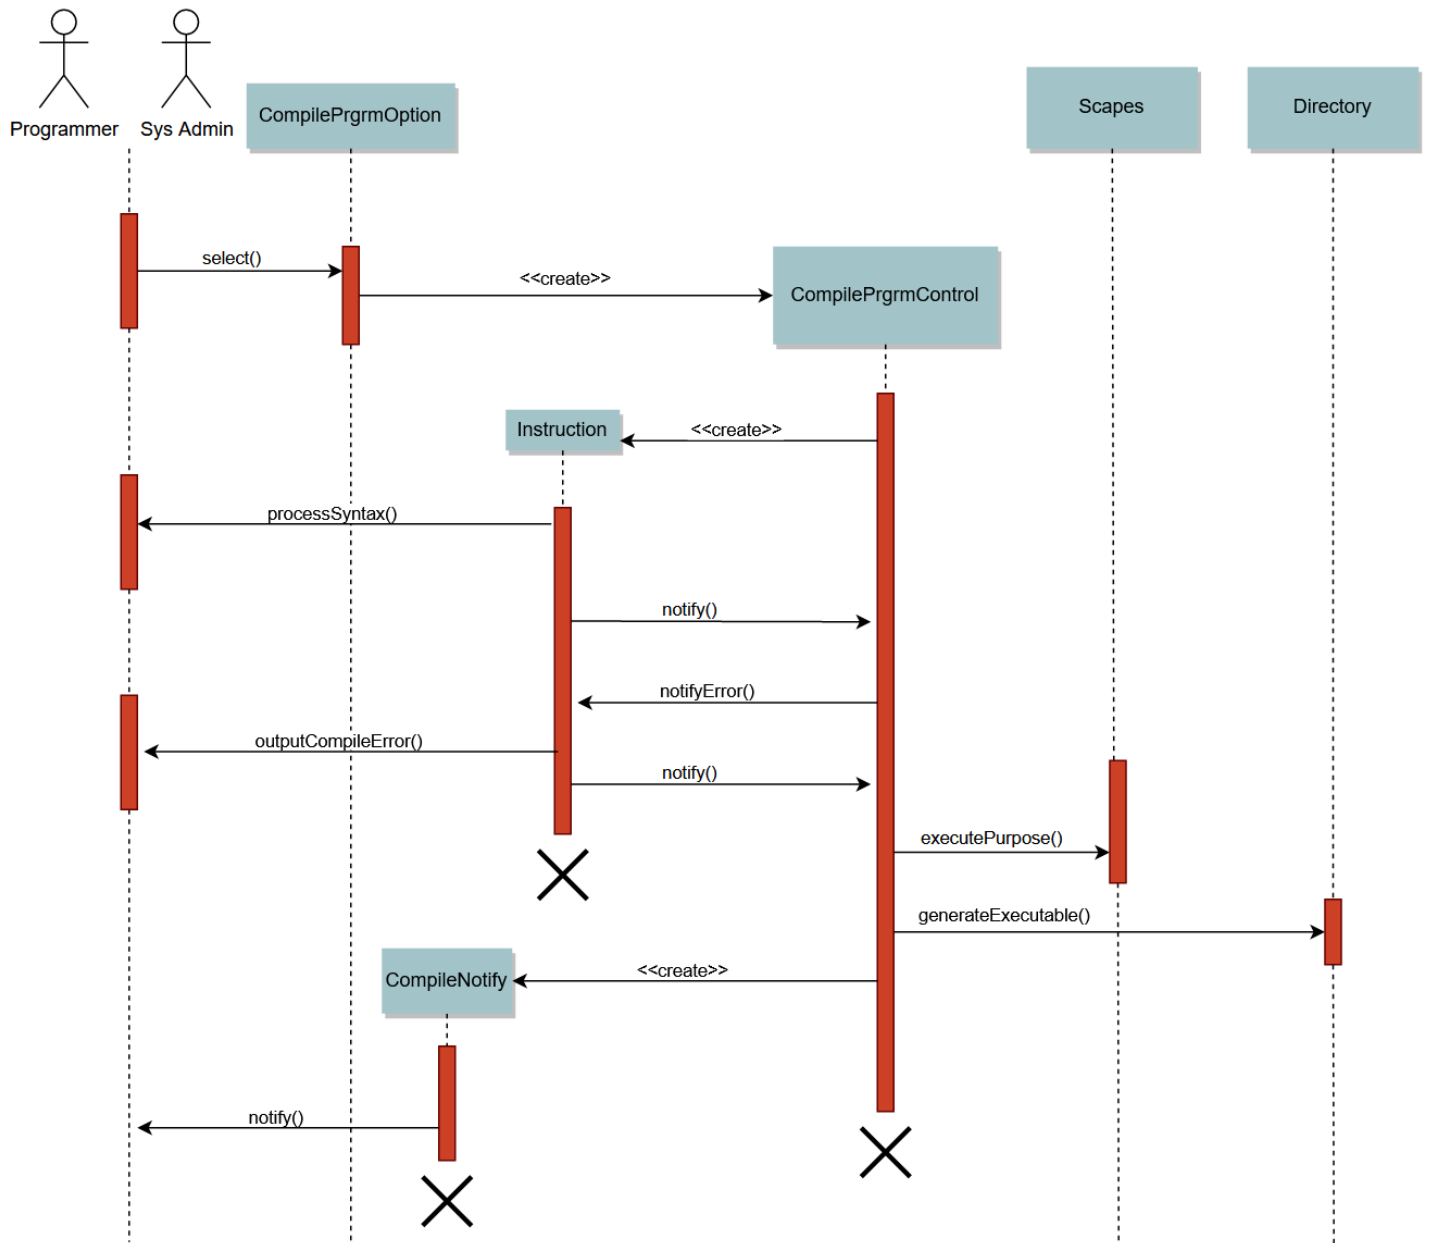 Programmer
Sys Admin
CompilePrgrmOption
Scapes
Directory
select()
<<create>>
CompilePrgrmControl
Instruction
<<create>>
processSyntax()
notify()
notifyError()
outputCompileError()
notify()
executePurpose()
generateExecutable()
CompileNotify
<<create>>
notify()